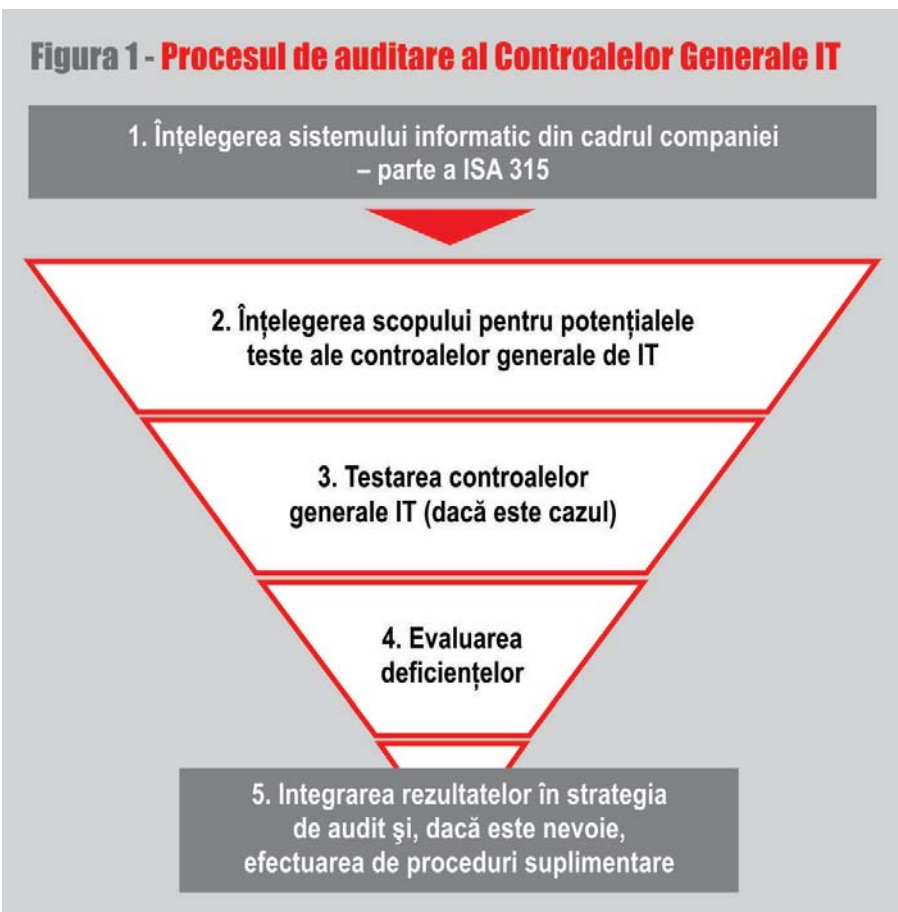 Figura 1 - Procesul de auditare al Controalelor Generale IT
1. Înțelegerea sistemului informatic din cadrul companiei
– parte a ISA 315
2. Înțelegerea scopului pentru potențialele
teste ale controalelor generale de IT
3. Testarea controalelor
generale IT (dacă este cazul)
4. Evaluarea
deficiențelor
5. Integrarea rezultatelor în strategia
de audit şi, dacă este nevoie,
efectuarea de proceduri suplimentare